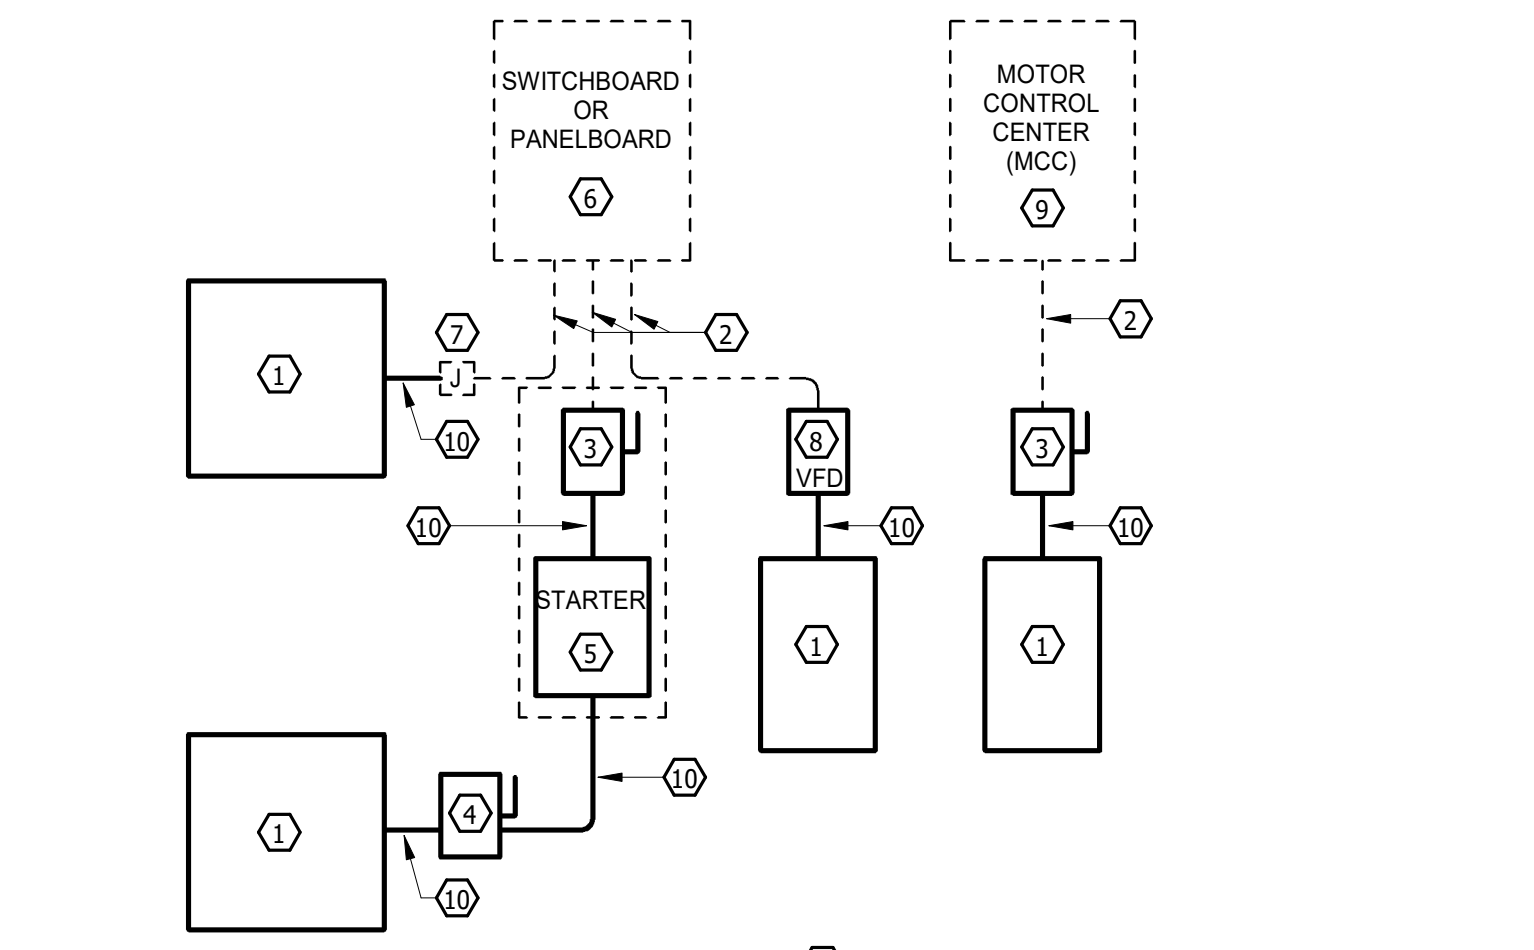 SWITCHBOARD
OR
PANELBOARD
6
MOTOR
CONTROL
CENTER
(MCC)
9
7
2
2
1
J
10
3
8
VFD
3
10
10
10
STARTER
5
1
1
10
4
1
10